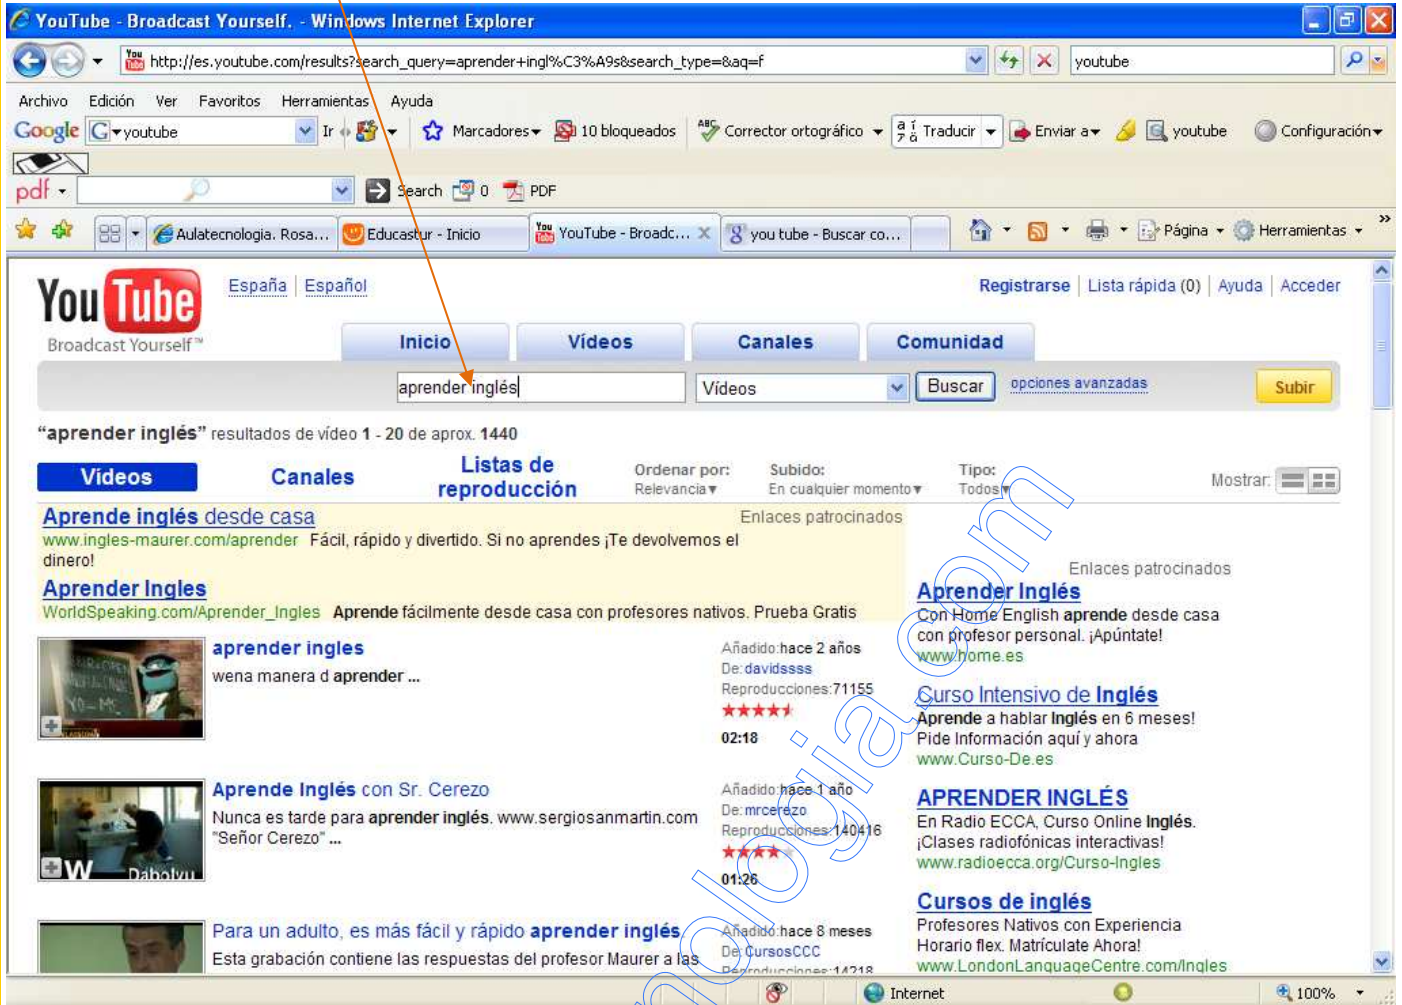 YouTube - Broadcast Yourself. - Windows Internet Explorer
http://es.youtube.com/results?search_query=aprender+ingl%C3%A9s&search_type=&aq=f
youtube
Archivo Edición Ver Favoritos Herramientas Ayuda
Google G youtube Ir Marcadores 10 bloqueados ABC Corrector ortográfico Traducir Enviar a youtube Configuración
pdf Search 0 PDF
Aulatecnologia. Rosa... Educastur - Inicio YouTube - Broadc... you tube - Buscar co... Página Herramientas »
You Tube España | Español Registrarse | Lista rápida (0) | Ayuda | Acceder
Broadcast Yourself™
Inicio Vídeos Canales Comunidad
aprender inglés Vídeos Buscar opciones avanzadas Subir
“aprender inglés” resultados de vídeo 1 - 20 de aprox. 1440
Vídeos Canales Listas de reproducción
Ordenar por: Subido: Tipo: Mostrar:
Relevancia En cualquier momento Todos
Aprende inglés desde casa Enlaces patrocinados
www.ingles-maurer.com/aprender Fácil, rápido y divertido. Si no aprendes ¡Te devolvemos el
dinero!
Aprender Ingles
WorldSpeaking.com/Aprender_Ingles Aprende fácilmente desde casa con profesores nativos. Prueba Gratis
aprender ingles
wena manera d aprender ...
Añadido:hace 2 años
De:davidssss
Reproducciones:71155
02:18
YO-ME
Aprende Inglés con Sr. Cerezo
Nunca es tarde para aprender inglés. www.sergiosanmartin.com
"Señor Cerezo" ...
Añadido:hace 1 año
De:mrcerezo
Reproducciones:140416
01:26
W Dabolyu
Para un adulto, es más fácil y rápido aprender inglés
Esta grabación contiene las respuestas del profesor Maurer a las
Añadido:hace 8 meses
De:CursosCCC
Reproducciones:14218
Enlaces patrocinados
Aprender Inglés
Con Home English aprende desde casa
con profesor personal. ¡Apúntate!
www.home.es
Curso Intensivo de Inglés
Aprende a hablar Inglés en 6 meses!
Pide Información aquí y ahora
www.Curso-De.es
APRENDER INGLÉS
En Radio ECCA, Curso Online Inglés.
¡Clases radiofónicas interactivas!
www.radioecca.org/Curso-Ingles
Cursos de inglés
Profesores Nativos con Experiencia
Horario flex. Matrículate Ahora!
www.LondonLanguageCentre.com/Ingles
nologia.com
Internet 100%